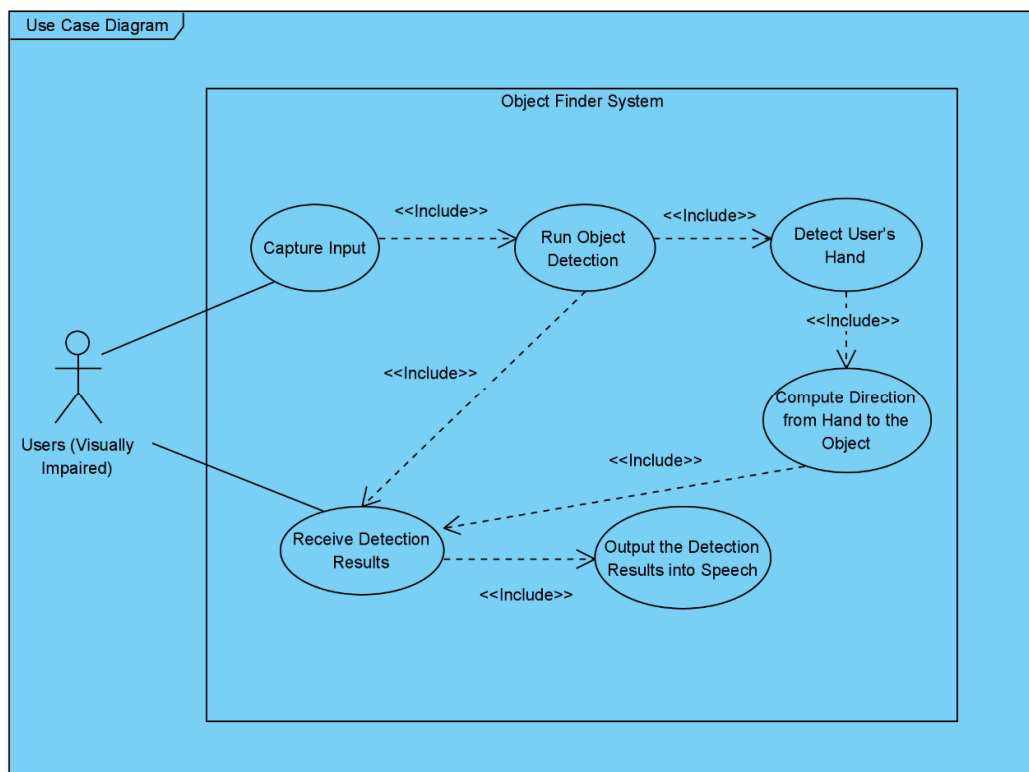 Use Case Diagram
Object Finder System
<<Include>>
<<Include>>
Capture Input
Run Object
Detection
Detect User's
Hand
<<Include>>
<<Include>>
Compute Direction
from Hand to the
Object
Users (Visually
Impaired)
<<Include>>
Receive Detection
Results
Output the Detection
Results into Speech
<<Include>>